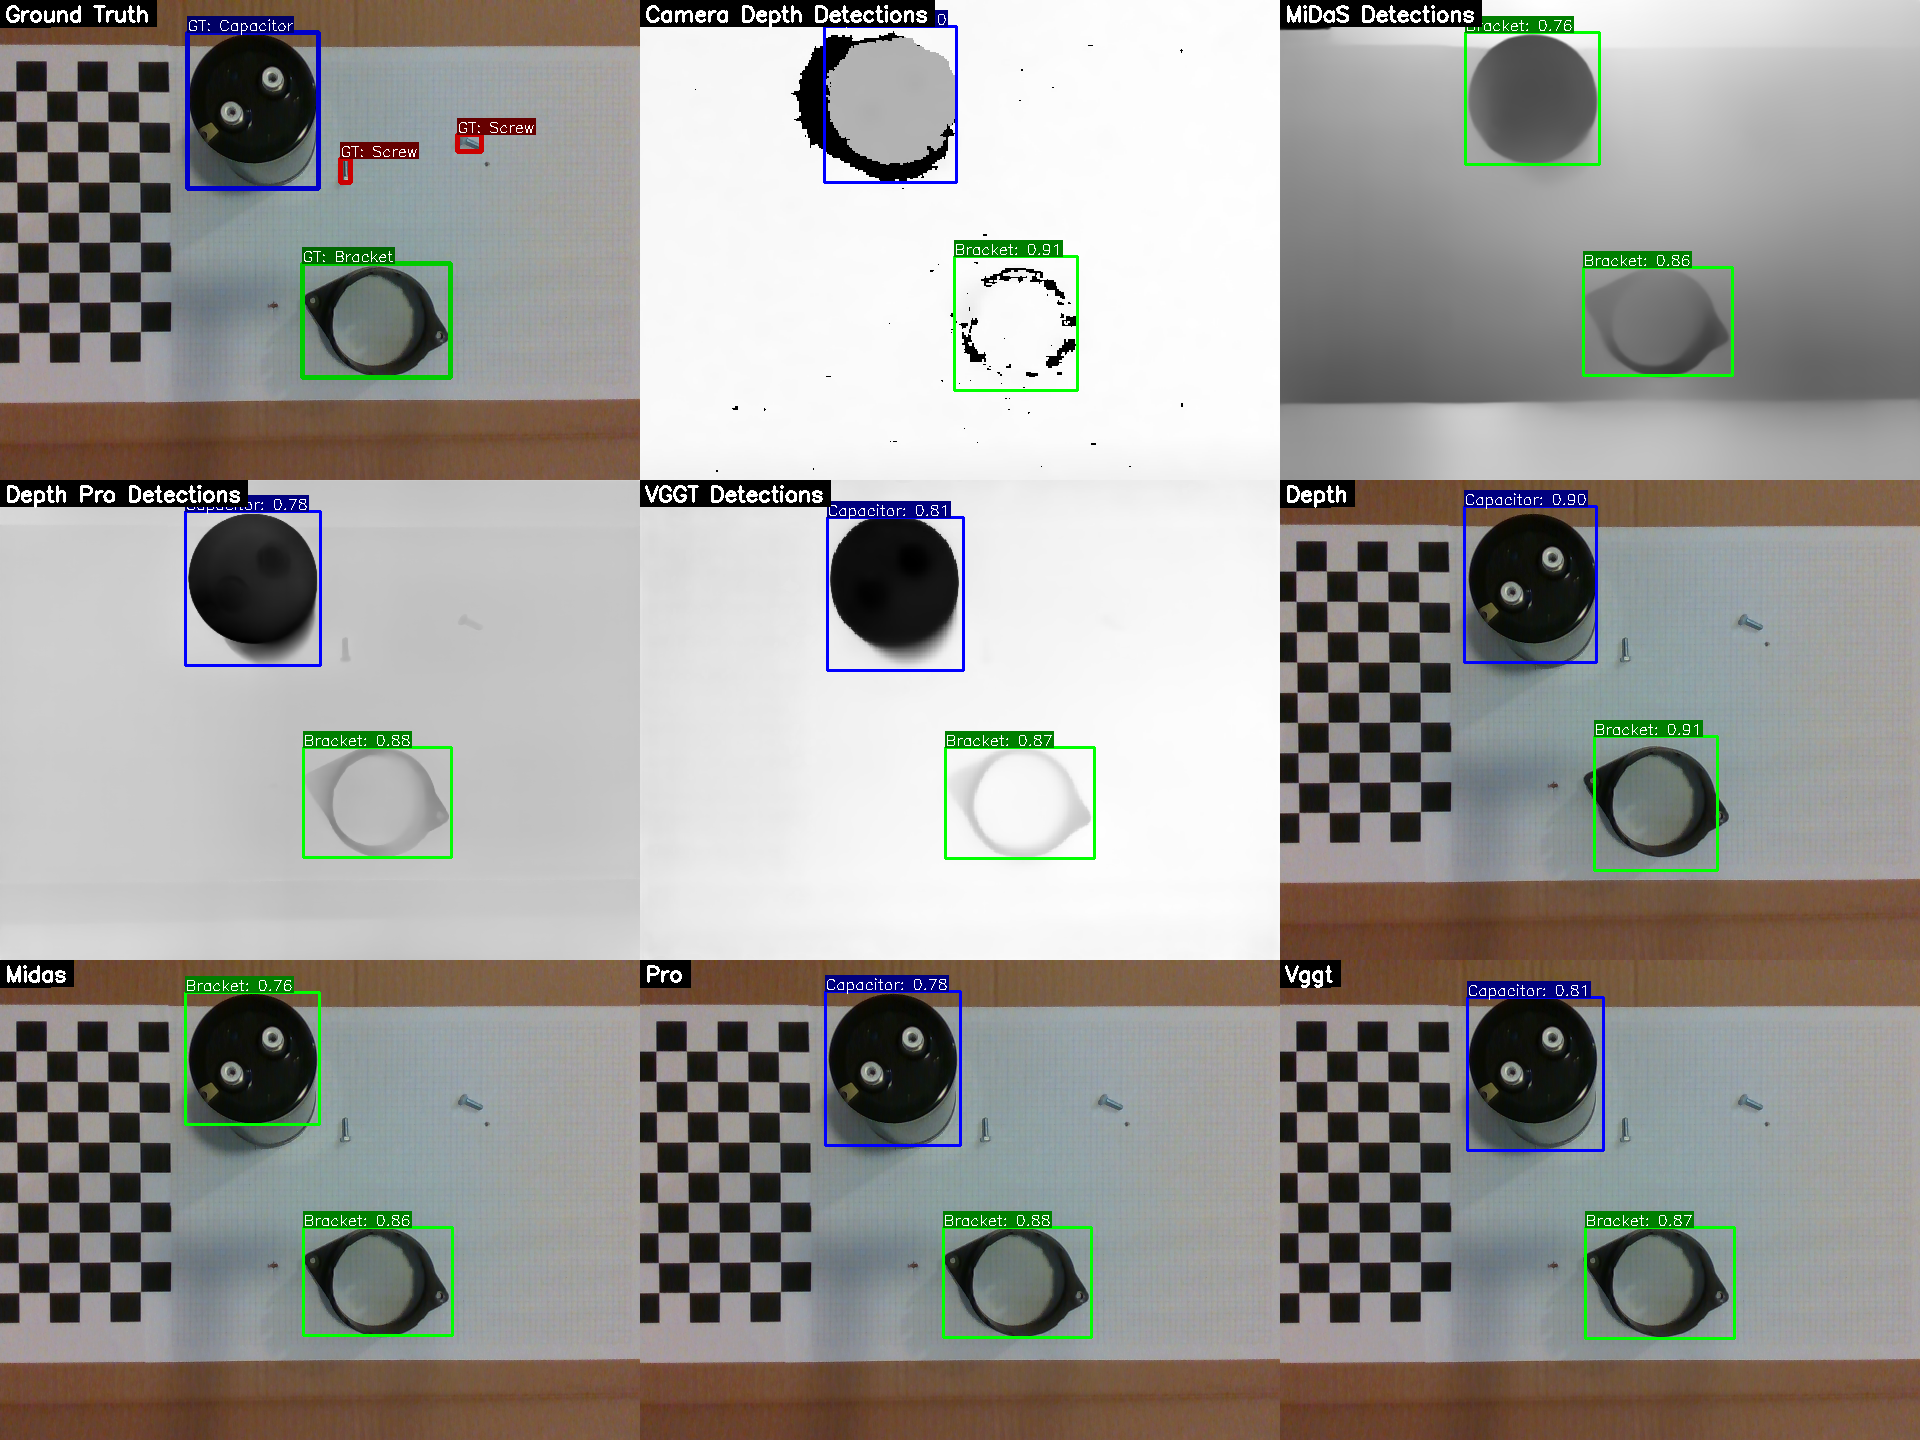 Ground Truth
GT: Capacitor
GT: Screw
GT: Screw
GT: Bracket
Camera Depth Detections
0
Bracket: 0.91
MiDaS Detections
Bracket: 0.76
Bracket: 0.86
Depth Pro Detections
Capacitor: 0.78
Bracket: 0.88
VGGT Detections
Capacitor: 0.81
Bracket: 0.87
Depth
Capacitor: 0.90
Bracket: 0.91
Midas
Bracket: 0.76
Bracket: 0.86
Pro
Capacitor: 0.78
Bracket: 0.88
Vggt
Capacitor: 0.81
Bracket: 0.87